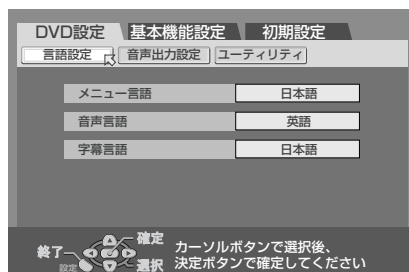 DVD設定 基本機能設定 初期設定
言語設定 音声出力設定 ユーティリティ
メニュー言語 日本語
音声言語 英語
字幕言語 日本語
確定
終了
設定
選択
カーソルボタンで選択後、
決定ボタンで確定してください